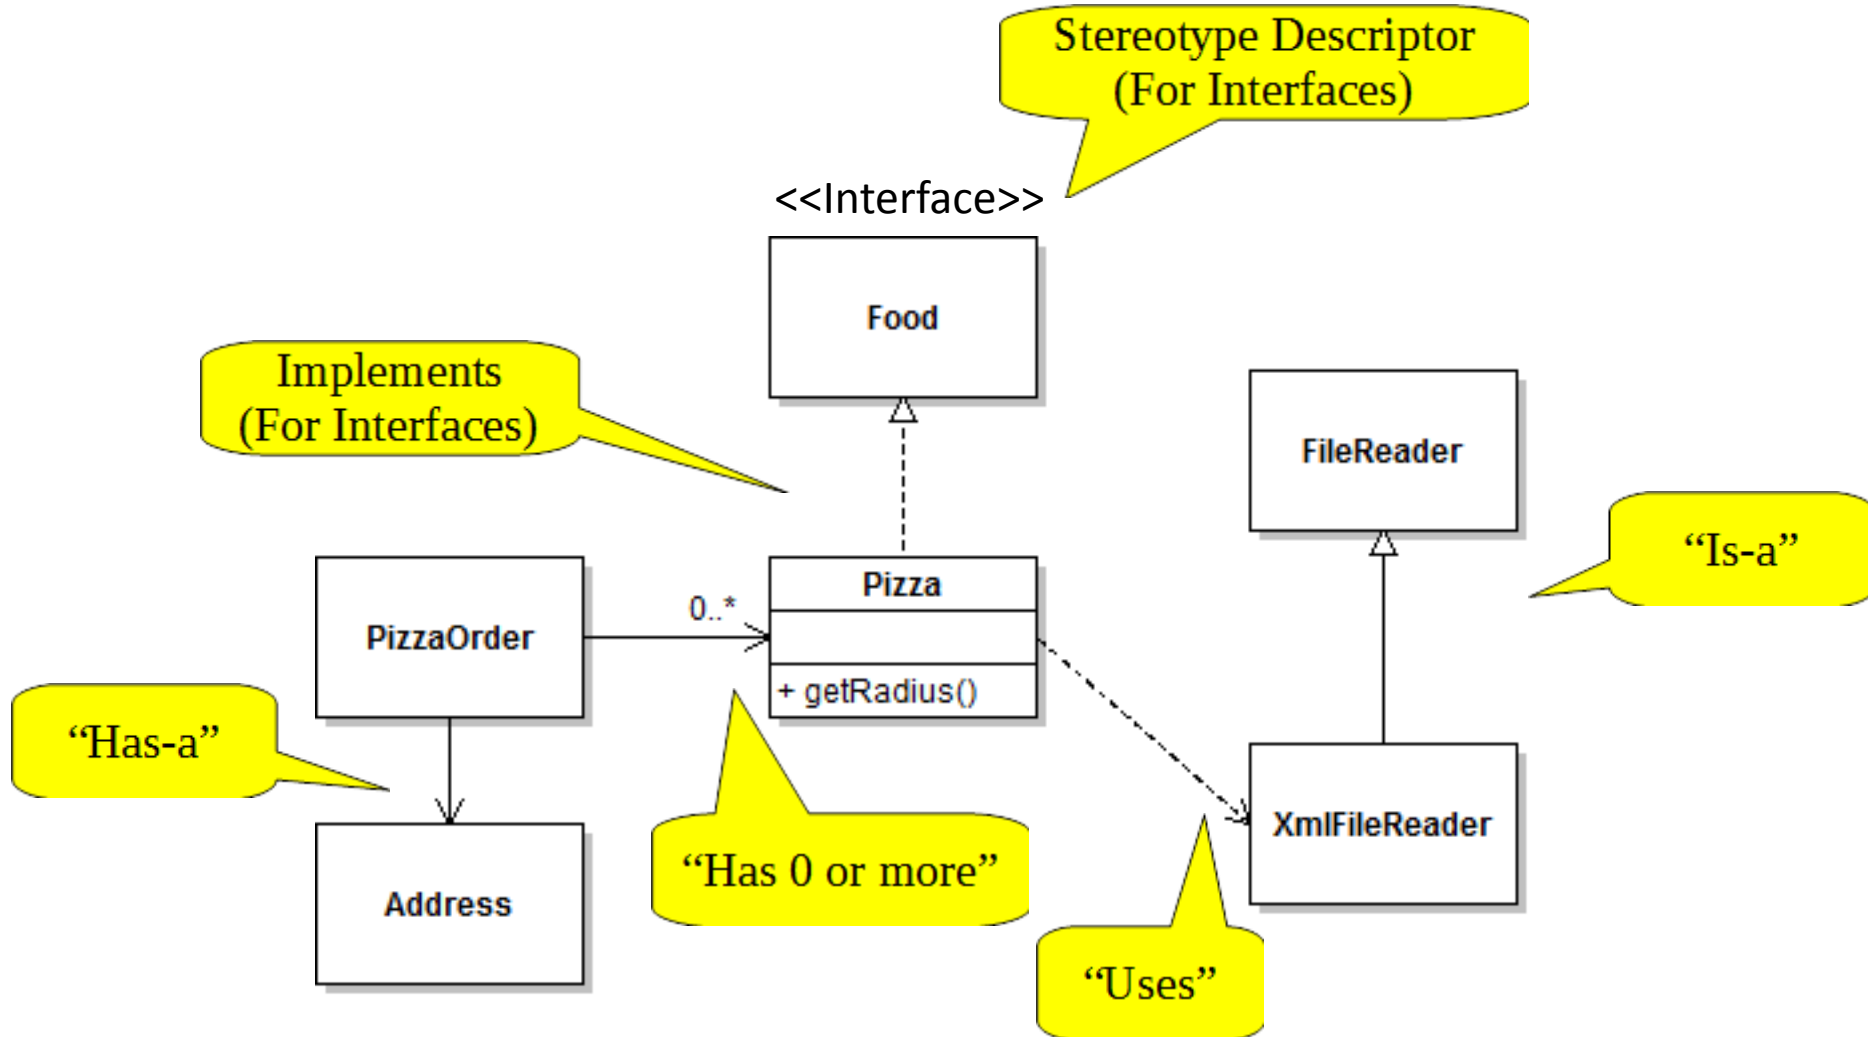 Stereotype Descriptor
(For Interfaces)
<<Interface>>
Food
Implements
(For Interfaces)
FileReader
“Is-a”
PizzaOrder
0..*
Pizza
+ getRadius()
“Has-a”
“Has 0 or more”
XmlFileReader
Address
“Uses”